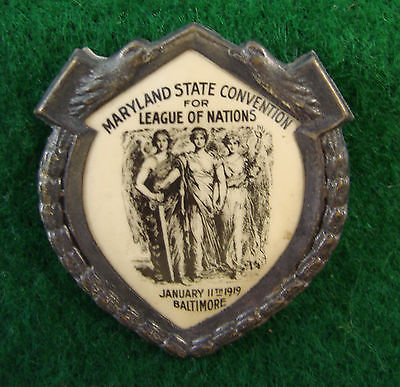 MARYLAND STATE CONVENTION
FOR
LEAGUE OF NATIONS
JANUARY 11TH 1919
BALTIMORE